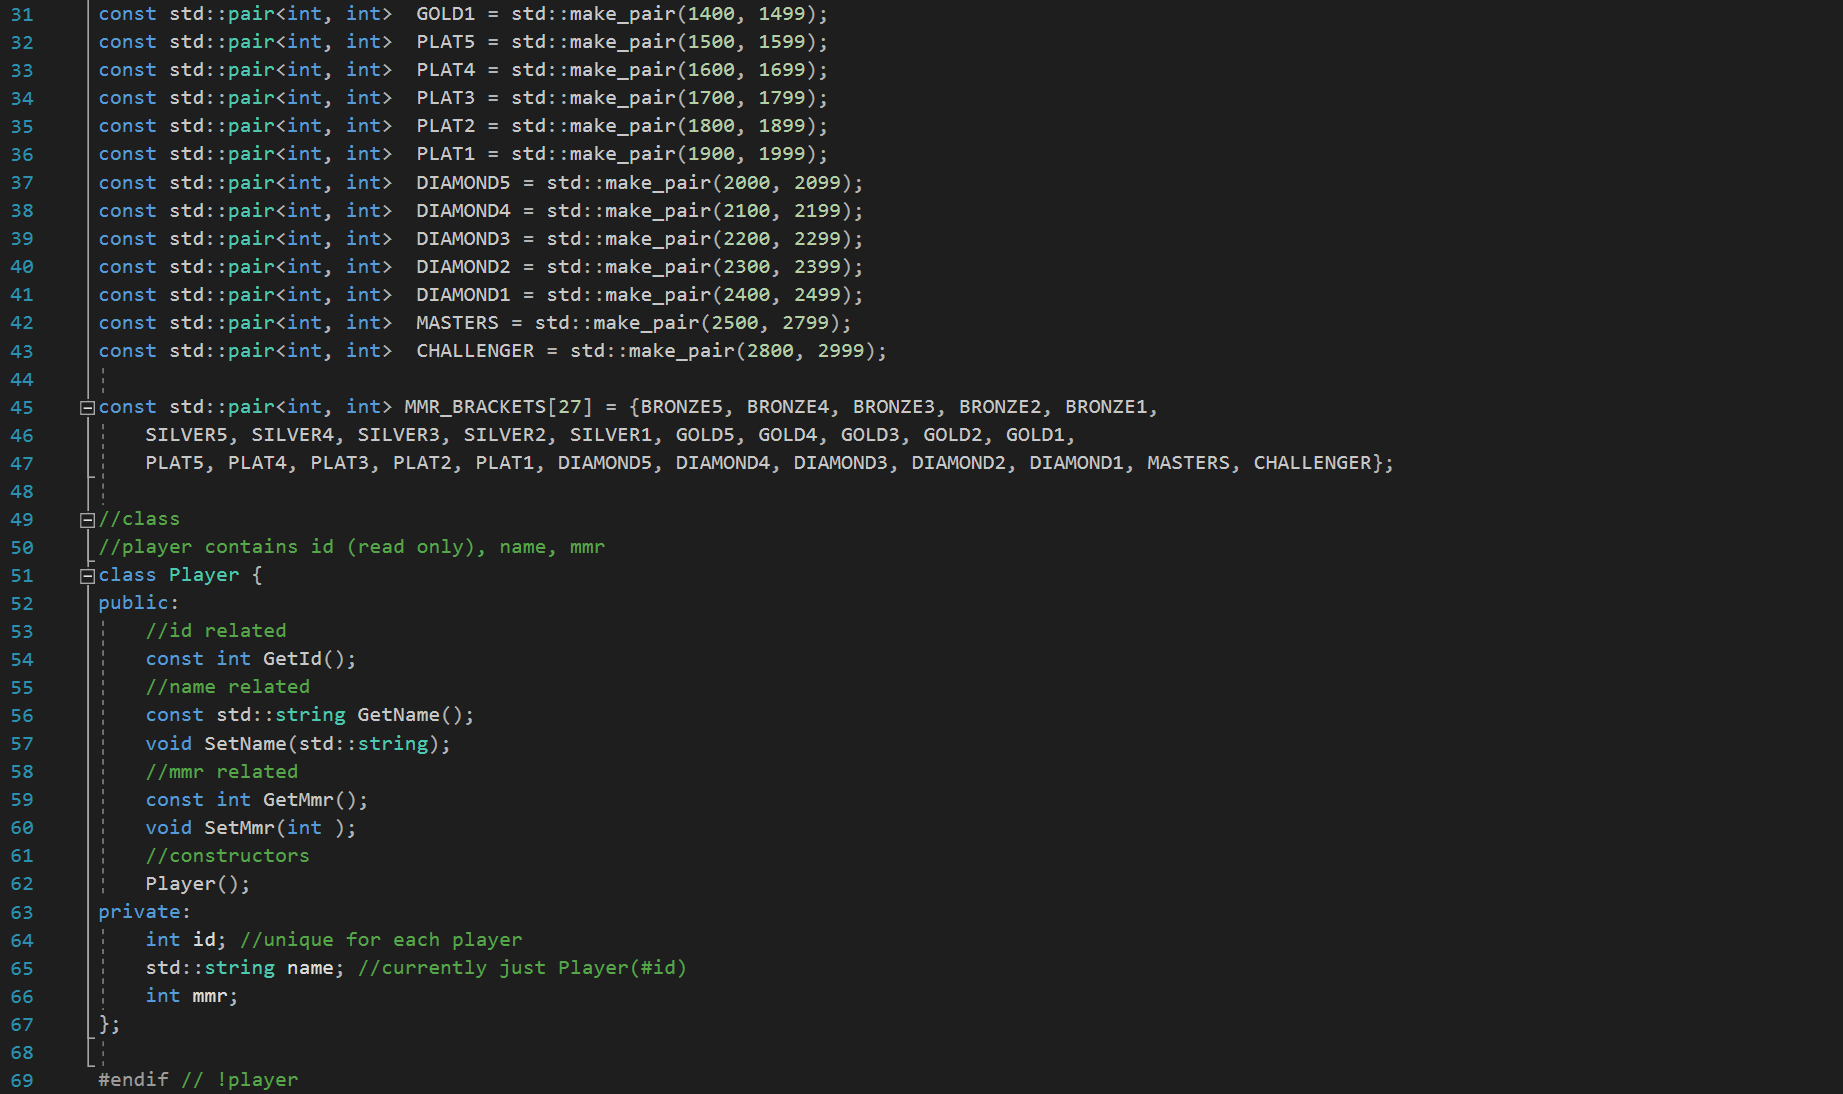 31 const std::pair<int, int>  GOLD1 = std::make_pair(1400, 1499);
32 const std::pair<int, int>  PLAT5 = std::make_pair(1500, 1599);
33 const std::pair<int, int>  PLAT4 = std::make_pair(1600, 1699);
34 const std::pair<int, int>  PLAT3 = std::make_pair(1700, 1799);
35 const std::pair<int, int>  PLAT2 = std::make_pair(1800, 1899);
36 const std::pair<int, int>  PLAT1 = std::make_pair(1900, 1999);
37 const std::pair<int, int>  DIAMOND5 = std::make_pair(2000, 2099);
38 const std::pair<int, int>  DIAMOND4 = std::make_pair(2100, 2199);
39 const std::pair<int, int>  DIAMOND3 = std::make_pair(2200, 2299);
40 const std::pair<int, int>  DIAMOND2 = std::make_pair(2300, 2399);
41 const std::pair<int, int>  DIAMOND1 = std::make_pair(2400, 2499);
42 const std::pair<int, int>  MASTERS = std::make_pair(2500, 2799);
43 const std::pair<int, int>  CHALLENGER = std::make_pair(2800, 2999);
44
45 const std::pair<int, int> MMR_BRACKETS[27] = {BRONZE5, BRONZE4, BRONZE3, BRONZE2, BRONZE1,
46     SILVER5, SILVER4, SILVER3, SILVER2, SILVER1, GOLD5, GOLD4, GOLD3, GOLD2, GOLD1,
47     PLAT5, PLAT4, PLAT3, PLAT2, PLAT1, DIAMOND5, DIAMOND4, DIAMOND3, DIAMOND2, DIAMOND1, MASTERS, CHALLENGER};
48
49 //class
50 //player contains id (read only), name, mmr
51 class Player {
52 public:
53     //id related
54     const int GetId();
55     //name related
56     const std::string GetName();
57     void SetName(std::string);
58     //mmr related
59     const int GetMmr();
60     void SetMmr(int );
61     //constructors
62     Player();
63 private:
64     int id; //unique for each player
65     std::string name; //currently just Player(#id)
66     int mmr;
67 };
68
69 #endif // !player